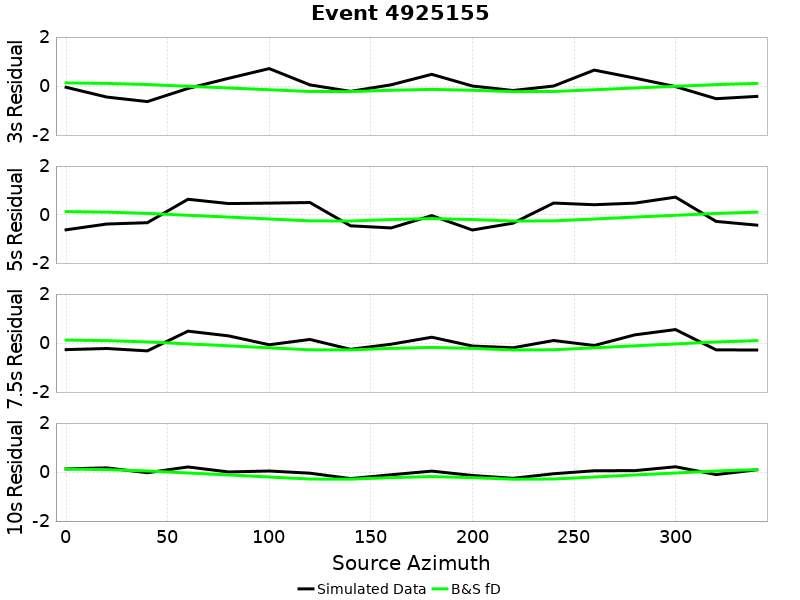 Event 4925155
3s Residual
2
0
-2
5s Residual
2
0
-2
7.5s Residual
2
0
-2
10s Residual
2
0
-2
0 50 100 150 200 250 300
Source Azimuth
Simulated Data B&S fD